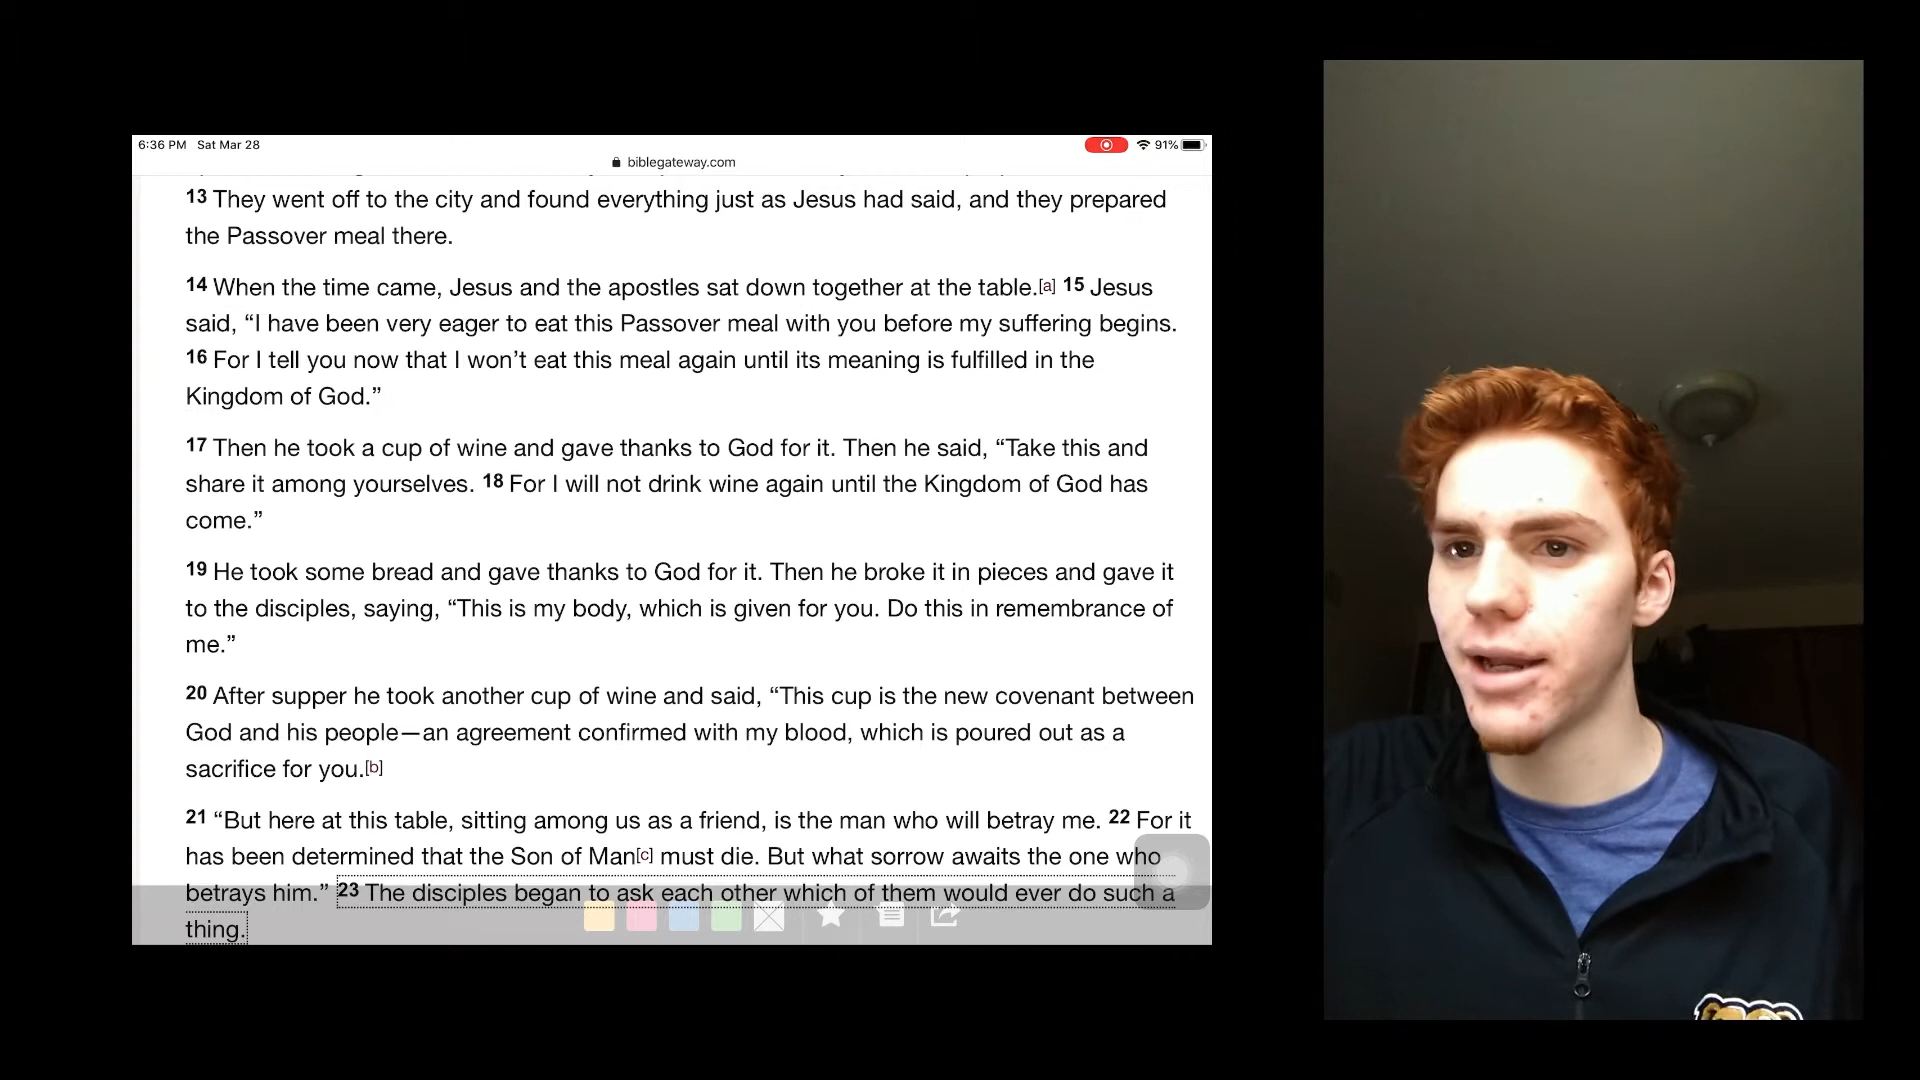 6:36 PM Sat Mar 28
91%
biblegateway.com
13 They went off to the city and found everything just as Jesus had said, and they prepared
the Passover meal there.
14 When the time came, Jesus and the apostles sat down together at the table.[a] 15 Jesus
said, “I have been very eager to eat this Passover meal with you before my suffering begins.
16 For I tell you now that I won’t eat this meal again until its meaning is fulfilled in the
Kingdom of God.”
17 Then he took a cup of wine and gave thanks to God for it. Then he said, “Take this and
share it among yourselves. 18 For I will not drink wine again until the Kingdom of God has
come.”
19 He took some bread and gave thanks to God for it. Then he broke it in pieces and gave it
to the disciples, saying, “This is my body, which is given for you. Do this in remembrance of
me.”
20 After supper he took another cup of wine and said, “This cup is the new covenant between
God and his people—an agreement confirmed with my blood, which is poured out as a
sacrifice for you.[b]
21 “But here at this table, sitting among us as a friend, is the man who will betray me. 22 For it
has been determined that the Son of Man[c] must die. But what sorrow awaits the one who
betrays him.” 23 The disciples began to ask each other which of them would ever do such a
thing.